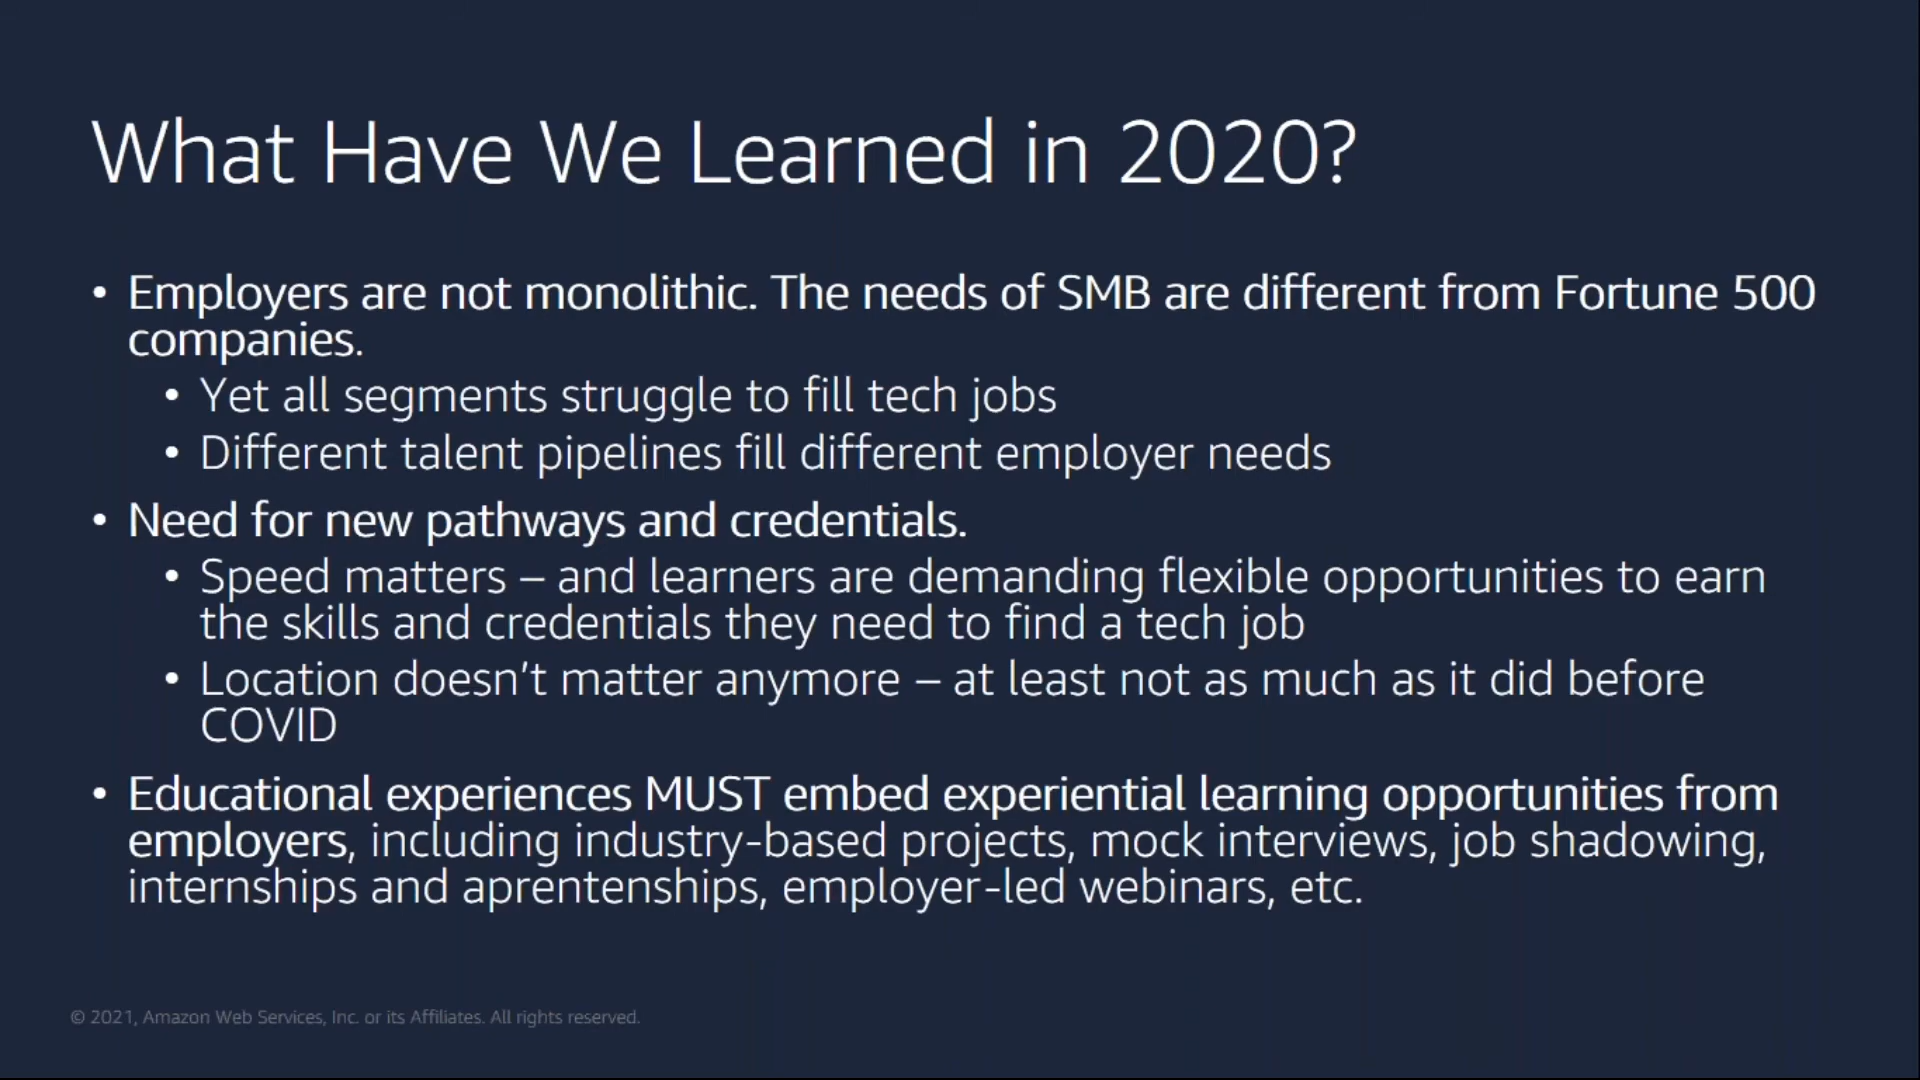 What Have We Learned in 2020?
• Employers are not monolithic. The needs of SMB are different from Fortune 500
companies.
• Yet all segments struggle to fill tech jobs
• Different talent pipelines fill different employer needs
• Need for new pathways and credentials.
• Speed matters – and learners are demanding flexible opportunities to earn
the skills and credentials they need to find a tech job
• Location doesn't matter anymore – at least not as much as it did before
COVID
• Educational experiences MUST embed experiential learning opportunities from
employers, including industry-based projects, mock interviews, job shadowing,
internships and aprentenships, employer-led webinars, etc.
© 2021, Amazon Web Services, Inc. or its Affiliates. All rights reserved.